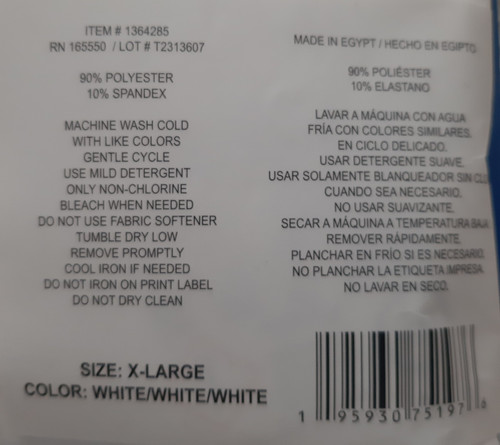 ITEM # 1364285
RN 165550 / LOT # T2313607
90% POLYESTER
10% SPANDEX
MACHINE WASH COLD
WITH LIKE COLORS
GENTLE CYCLE
USE MILD DETERGENT
ONLY NON-CHLORINE
BLEACH WHEN NEEDED
DO NOT USE FABRIC SOFTENER
TUMBLE DRY LOW
REMOVE PROMPTLY
COOL IRON IF NEEDED
DO NOT IRON ON PRINT LABEL
DO NOT DRY CLEAN
SIZE: X-LARGE
COLOR: WHITE/WHITE/WHITE
MADE IN EGYPT / HECHO EN EGIPTO
90% POLIÉSTER
10% ELASTANO
LAVAR A MÁQUINA CON AGUA
FRÍA CON COLORES SIMILARES.
EN CICLO DELICADO.
USAR DETERGENTE SUAVE.
USAR SOLAMENTE BLANQUEADOR SIN
CUANDO SEA NECESARIO.
NO USAR SUAVIZANTE.
SECAR A MÁQUINA A TEMPERATURA BAJA
REMOVER RÁPIDAMENTE.
PLANCHAR EN FRÍO SI ES NECESARIO.
NO PLANCHAR LA ETIQUETA IMPRESA.
NO LAVAR EN SECO.
1 95930 75197